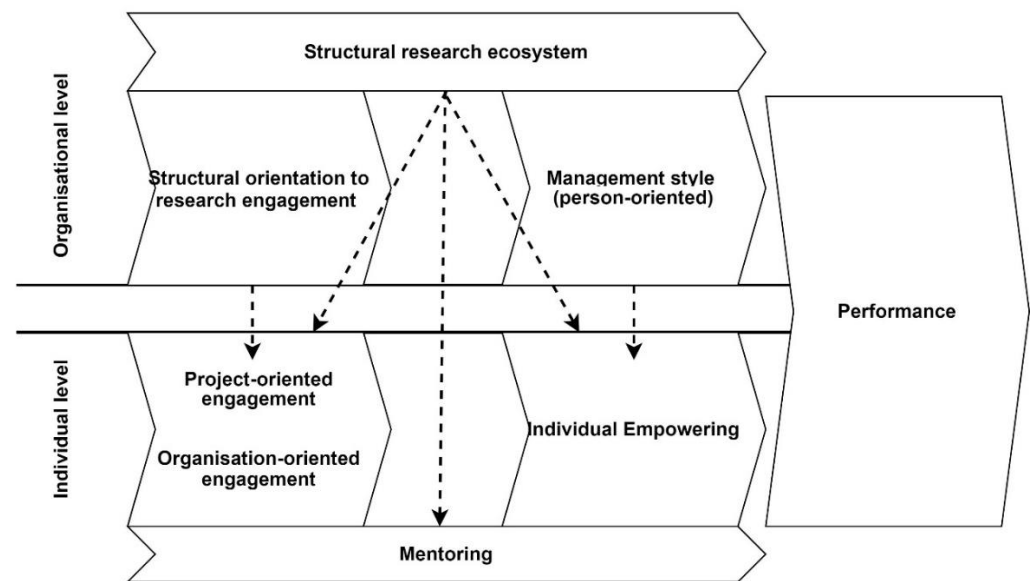 Structural research ecosystem
Organisational level
Structural orientation to
research engagement
Management style
(person-oriented)
Performance
Individual level
Project-oriented
engagement
Organisation-oriented
engagement
Individual Empowering
Mentoring